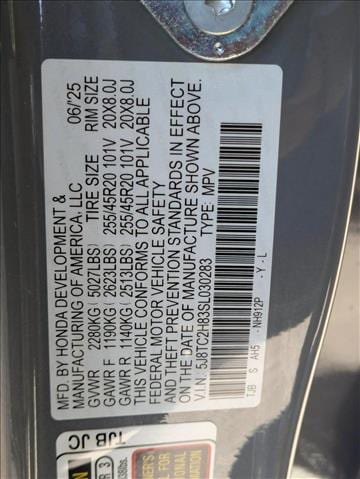 MFD. BY HONDA DEVELOPMENT & 06/'25
MANUFACTURING OF AMERICA, LLC
TIRE SIZE RIM SIZE
GVWR 2280KG (5027LBS)
GAWR F 1190KG (2623LBS) 255/45R20 101V 20X8.0J
GAWR R 1140KG (2513LBS) 255/45R20 101V 20X8.0J
THIS VEHICLE CONFORMS TO ALL APPLICABLE
FEDERAL MOTOR VEHICLE SAFETY
AND THEFT PREVENTION STANDARDS IN EFFECT
ON THE DATE OF MANUFACTURE SHOWN ABOVE.
V.I.N. 5J8TC2H83SL030283 TYPE: MPV
TJB S AH5 NH912P - Y - L
TJB JC
R 3